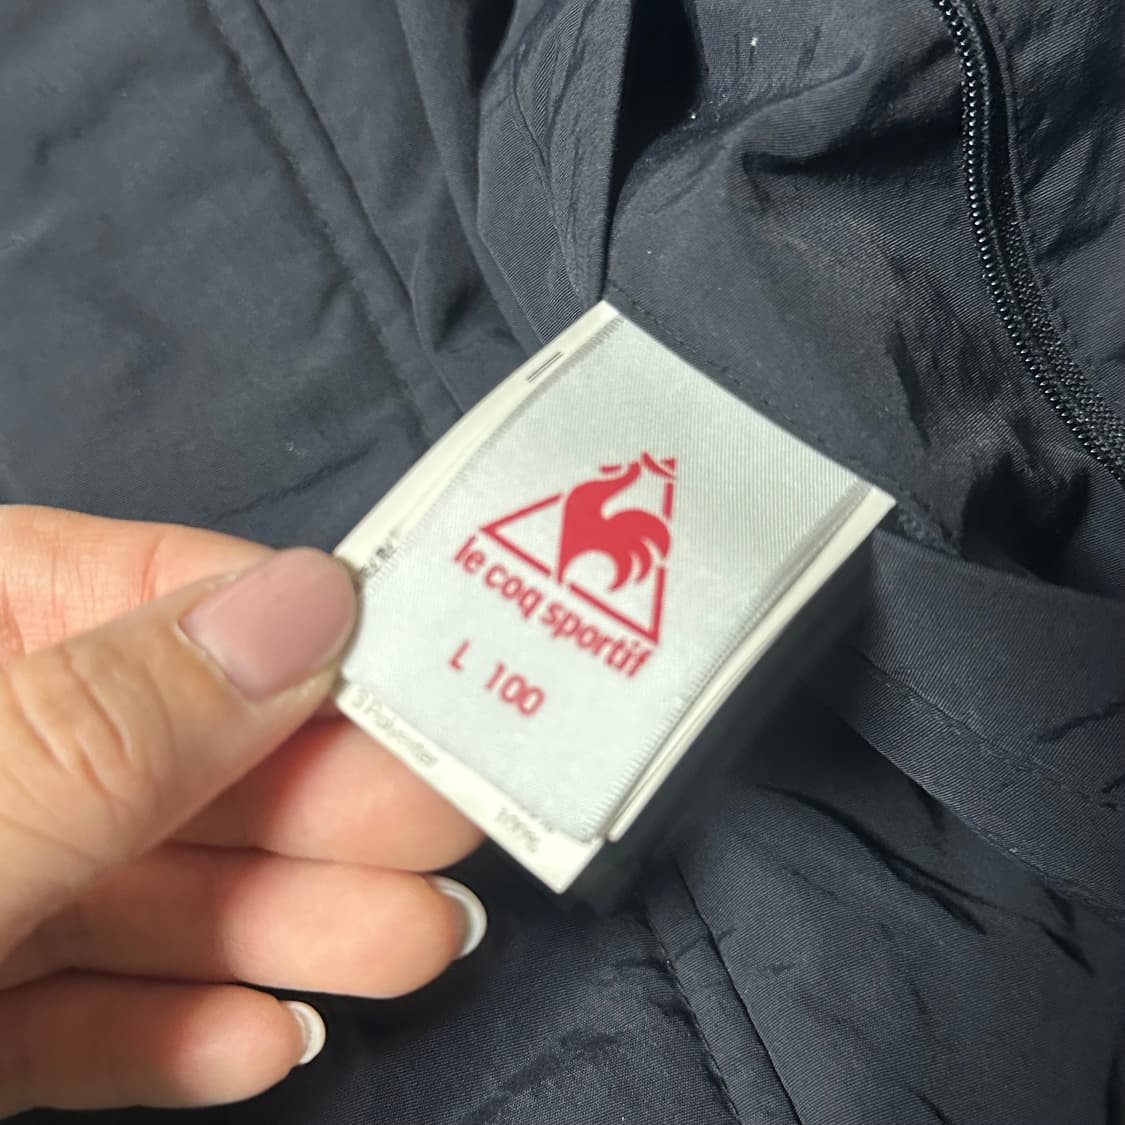 le coq sportif
L 100
Polyester
100%